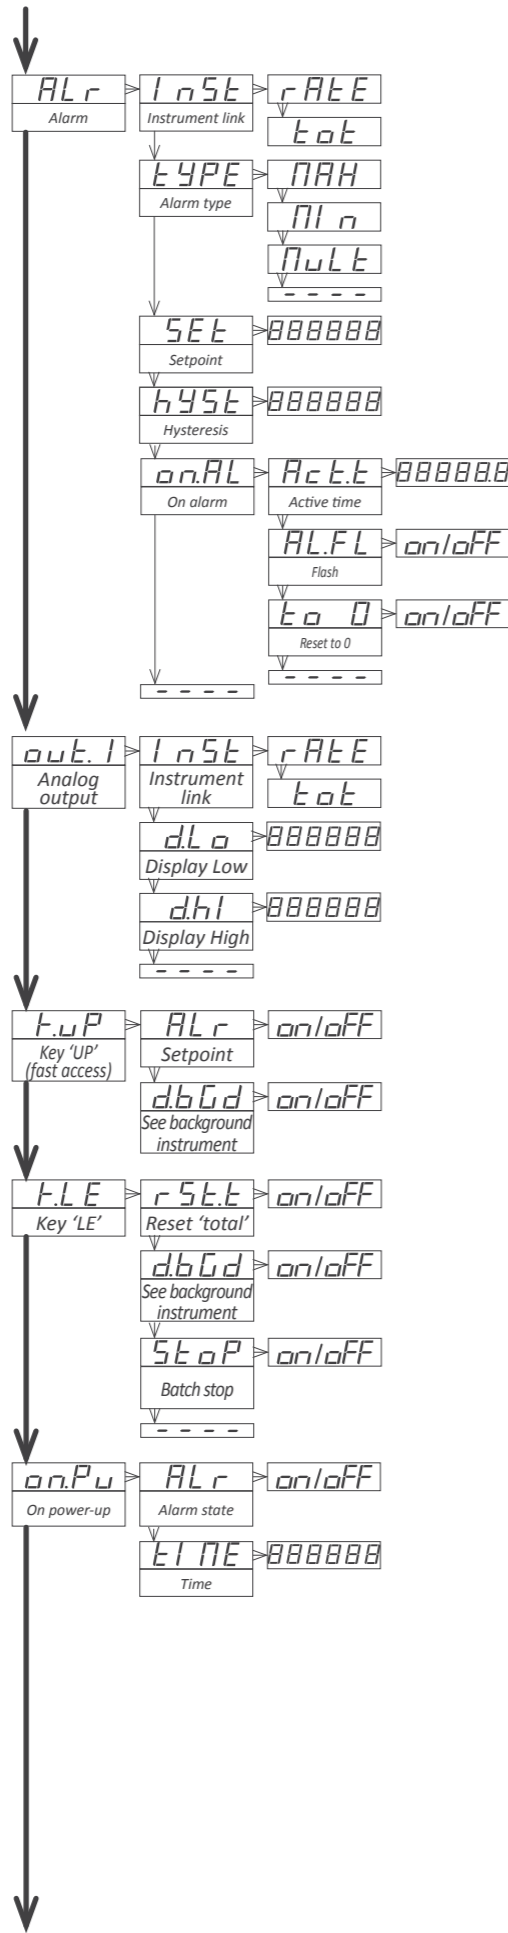 ALr
Alarm
InSt
Instrument link
rAtE
tot
tYPE
Alarm type
MAH
MIn
MuLt
----
SEt
Setpoint
888888
hYSt
Hysteresis
888888
on.AL
On alarm
Act.t
Active time
88888.8
AL.FL
Flash
on/oFF
to 0
Reset to 0
on/oFF
----
----
out.1
Analog
output
InSt
Instrument
link
rAtE
tot
d.Lo
Display Low
888888
d.hI
Display High
888888
----
k.uP
Key 'UP'
(fast access)
ALr
Setpoint
on/oFF
d.bGd
See background
instrument
on/oFF
k.LE
Key 'LE'
rSt.t
Reset 'total'
on/oFF
d.bGd
See background
instrument
on/oFF
StoP
Batch stop
on/oFF
----
on.Pu
On power-up
ALr
Alarm state
on/oFF
tIME
Time
888888